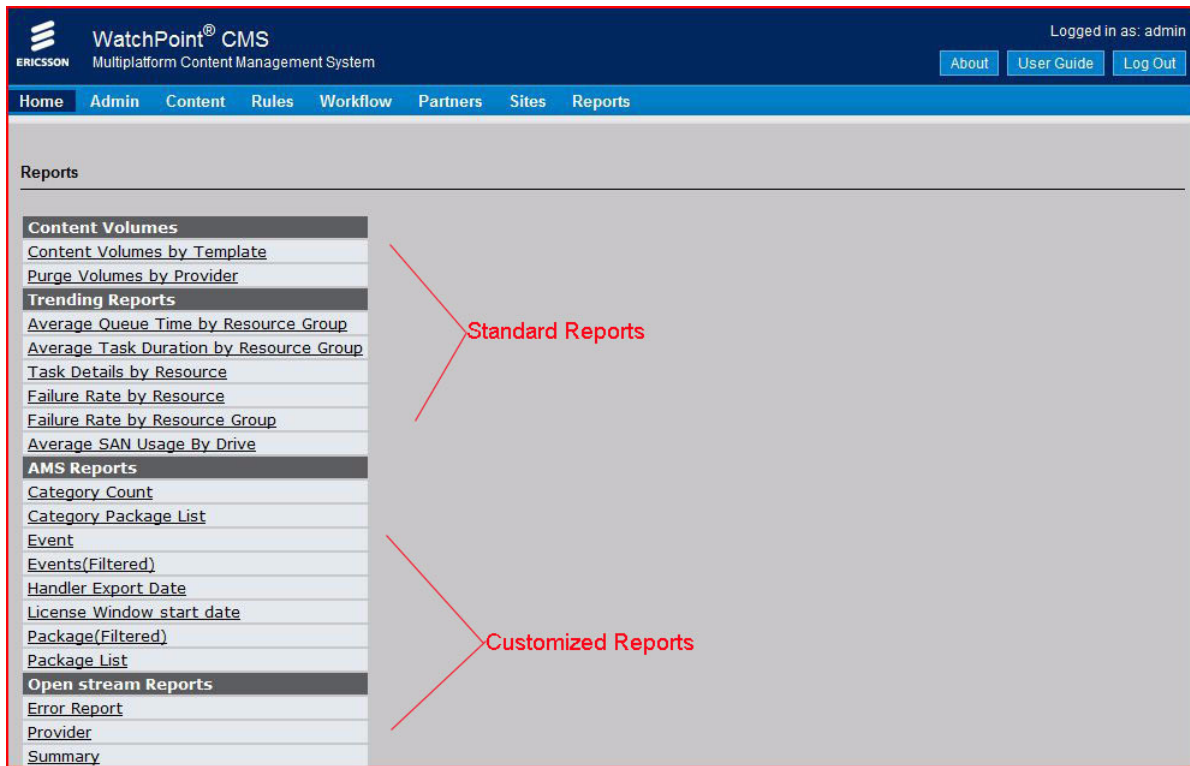 WatchPoint® CMS
Multiplatform Content Management System
ERICSSON
Logged in as: admin
About User Guide Log Out
Home Admin Content Rules Workflow Partners Sites Reports
Reports
Content Volumes
Content Volumes by Template
Purge Volumes by Provider
Trending Reports
Average Queue Time by Resource Group
Average Task Duration by Resource Group
Task Details by Resource
Failure Rate by Resource
Failure Rate by Resource Group
Average SAN Usage By Drive
AMS Reports
Category Count
Category Package List
Event
Events(Filtered)
Handler Export Date
License Window start date
Package(Filtered)
Package List
Open stream Reports
Error Report
Provider
Summary
Standard Reports
Customized Reports